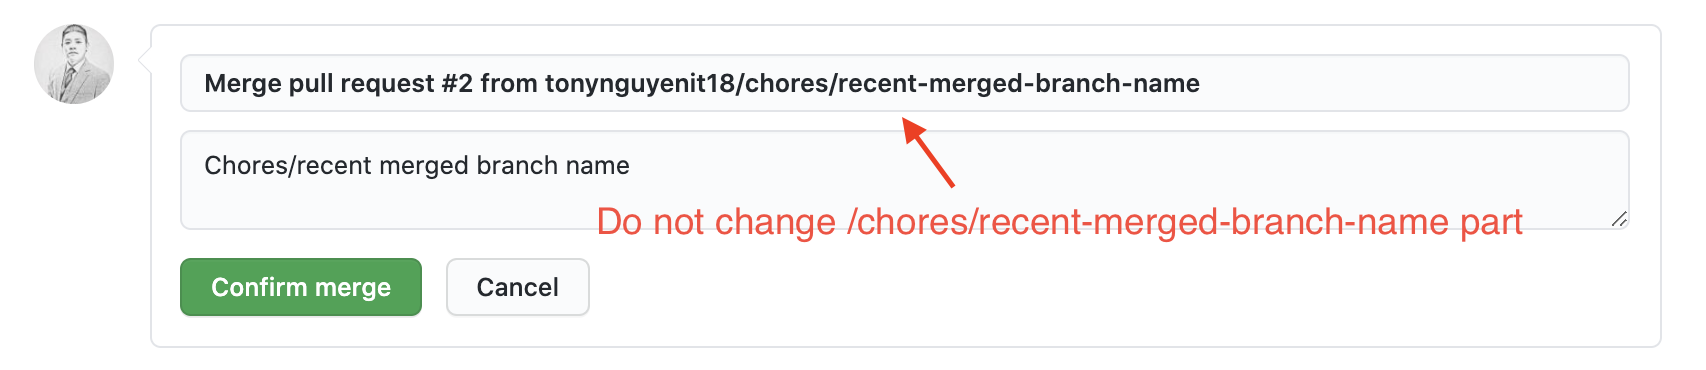 Merge pull request #2 from tonynguyenit18/chores/recent-merged-branch-name
Chores/recent merged branch name
Do not change /chores/recent-merged-branch-name part
Confirm merge
Cancel